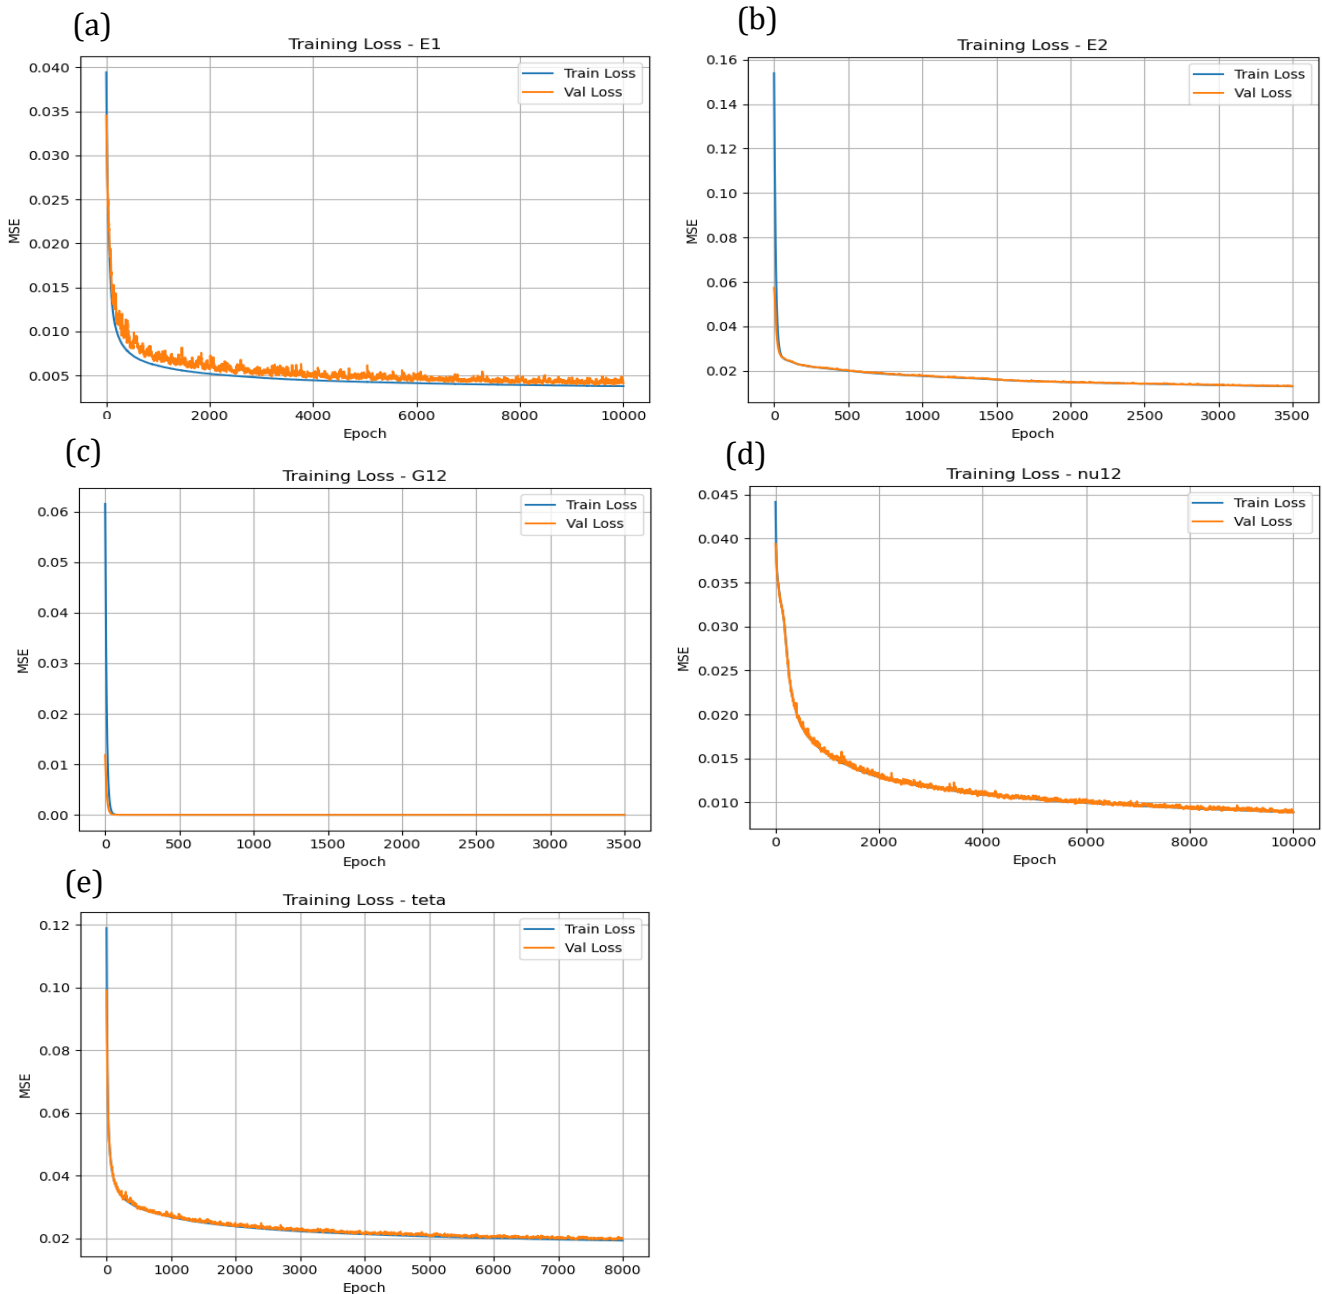 (a)
Training Loss - E1
Train Loss
Val Loss
0.040
0.035
0.030
0.025
0.020
0.015
0.010
0.005
MSE
0 2000 4000 6000 8000 10000
Epoch
(b)
Training Loss - E2
Train Loss
Val Loss
0.16
0.14
0.12
0.10
0.08
0.06
0.04
0.02
MSE
0 500 1000 1500 2000 2500 3000 3500
Epoch
(c)
Training Loss - G12
Train Loss
Val Loss
0.06
0.05
0.04
0.03
0.02
0.01
0.00
MSE
0 500 1000 1500 2000 2500 3000 3500
Epoch
(d)
Training Loss - nu12
Train Loss
Val Loss
0.045
0.040
0.035
0.030
0.025
0.020
0.015
0.010
MSE
0 2000 4000 6000 8000 10000
Epoch
(e)
Training Loss - teta
Train Loss
Val Loss
0.12
0.10
0.08
0.06
0.04
0.02
MSE
0 1000 2000 3000 4000 5000 6000 7000 8000
Epoch